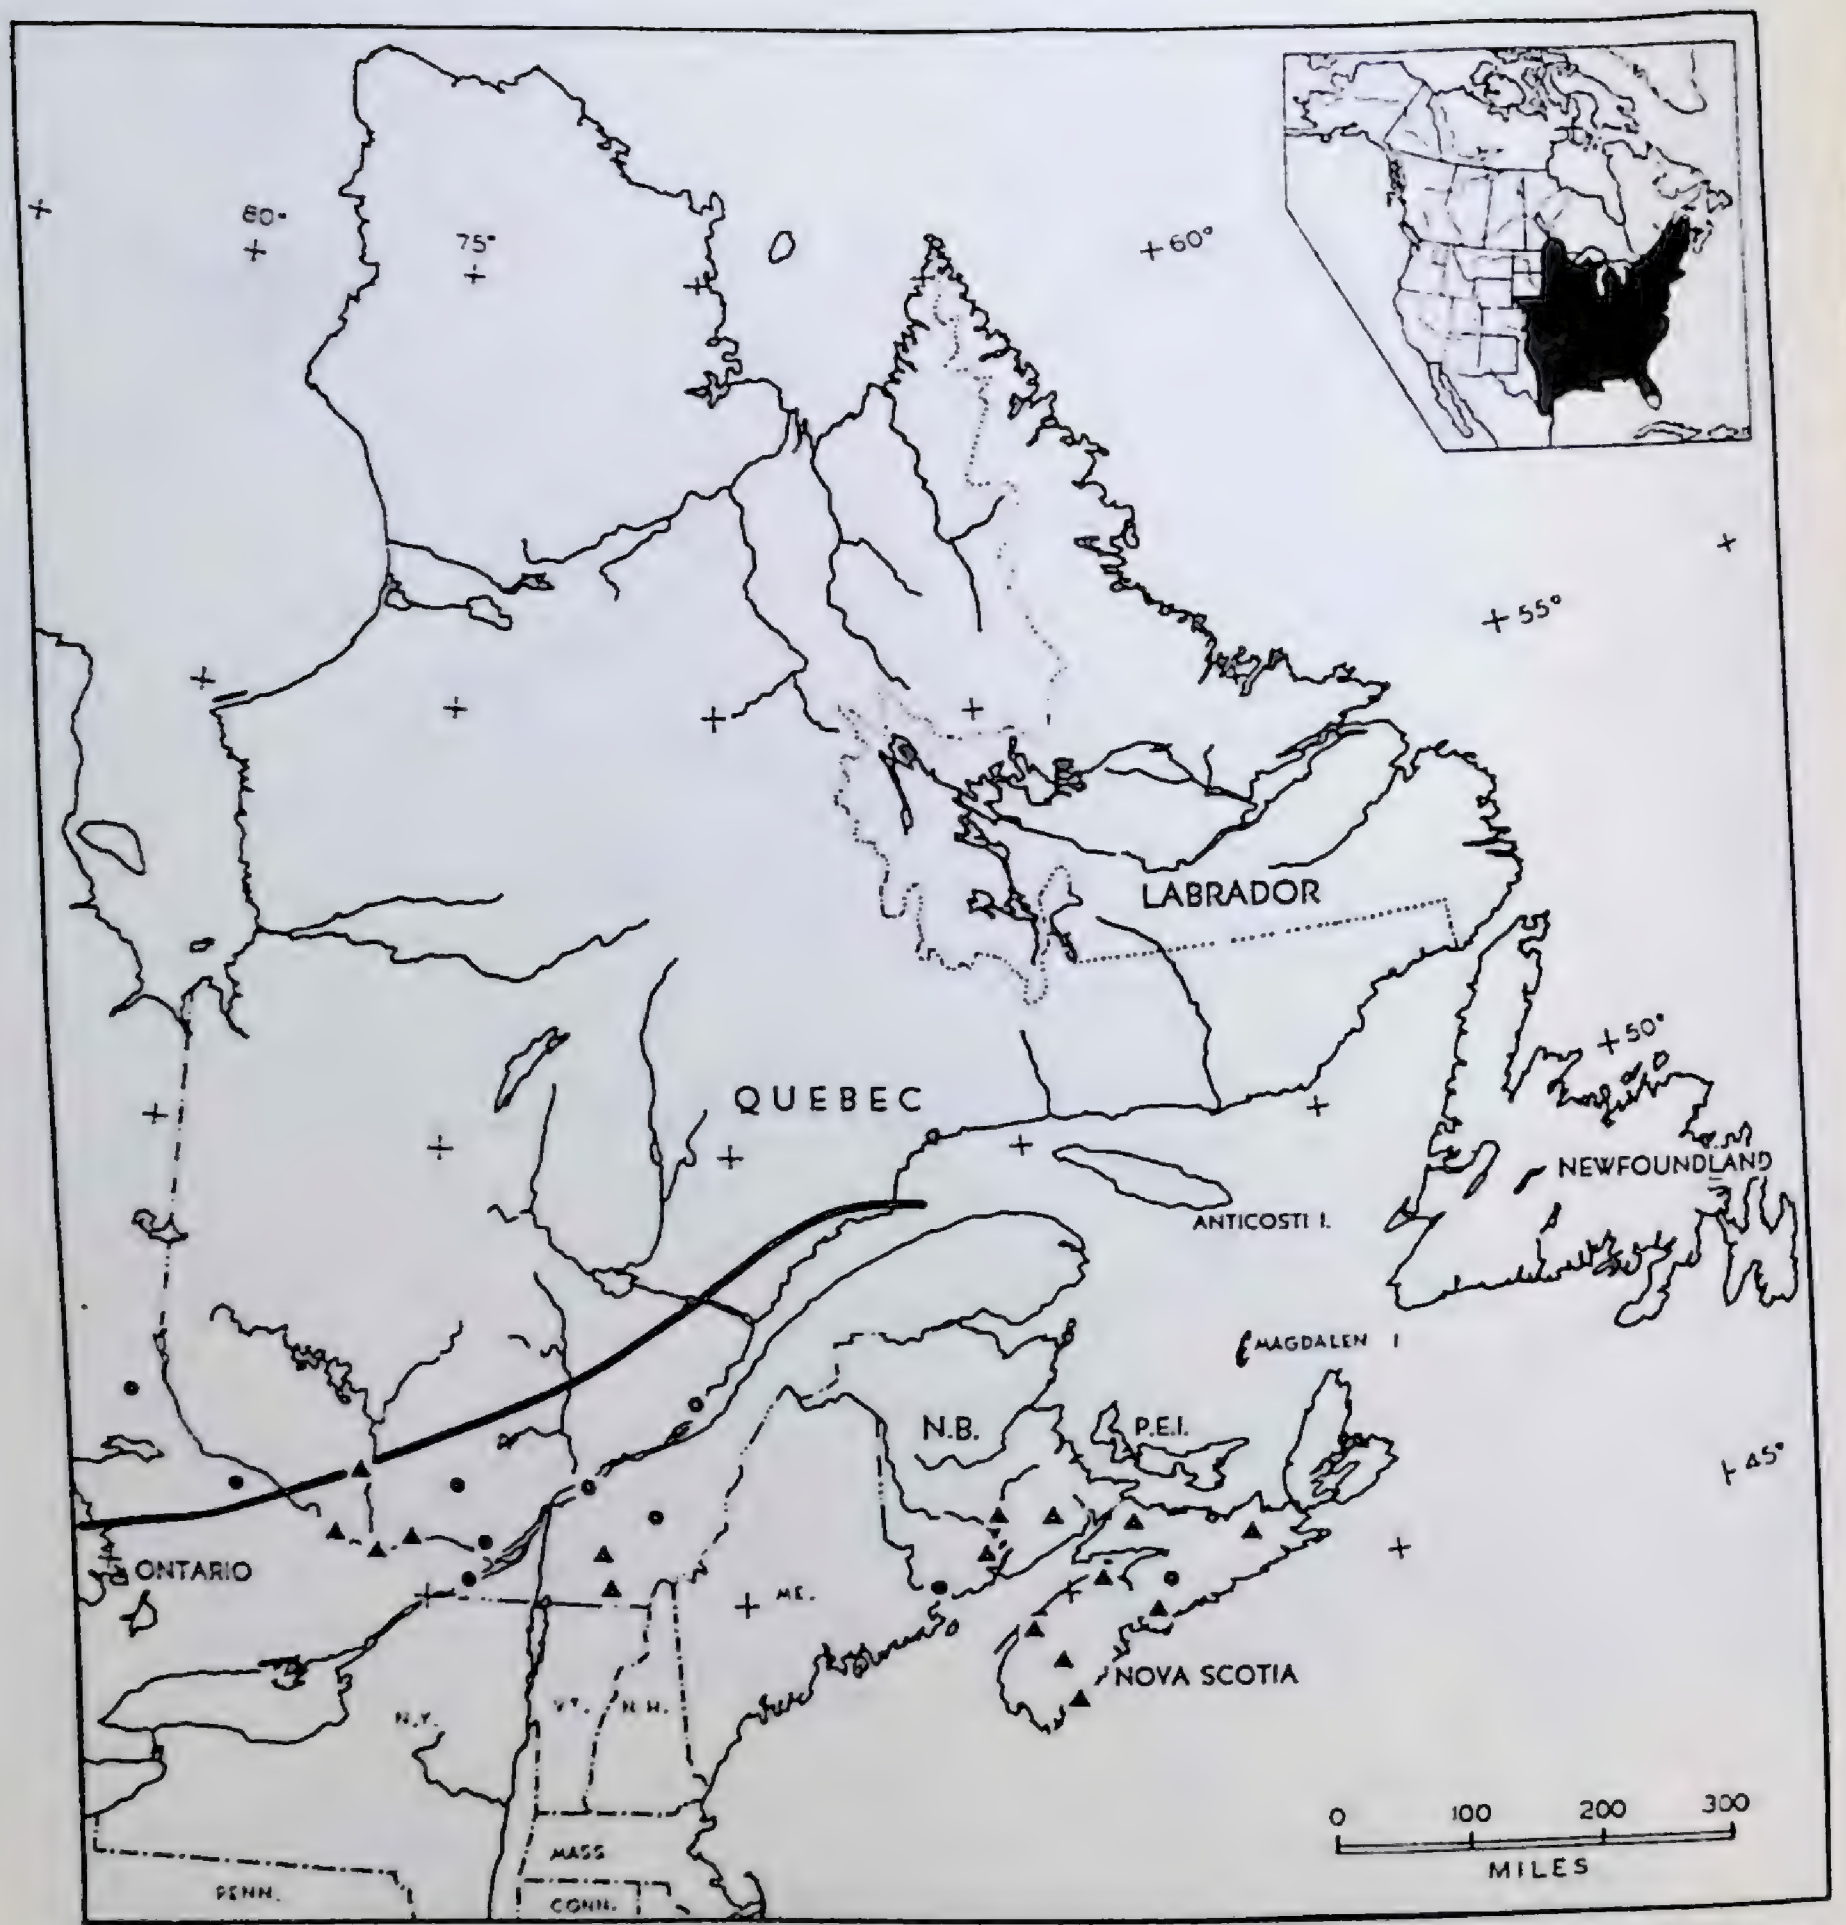 80°
75°
60°
55°
LABRADOR
50°
QUEBEC
NEWFOUNDLAND
ANTICOSTI I.
MAGDALEN I
N.B.
P.E.I.
45°
ONTARIO
ME.
NOVA SCOTIA
N.Y.
VT.
N.H.
0 100 200 300
MILES
MASS
PENN.
CONN.